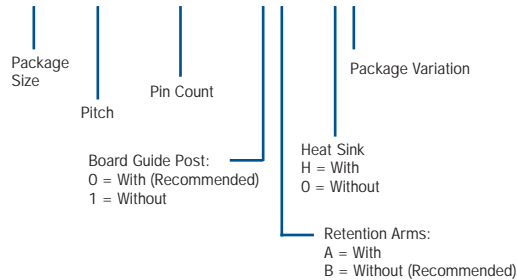 Package
Size
Pitch
Pin Count
Package Variation
Board Guide Post:
0 = With (Recommended)
1 = Without
Heat Sink
H = With
0 = Without
Retention Arms:
A = With
B = Without (Recommended)